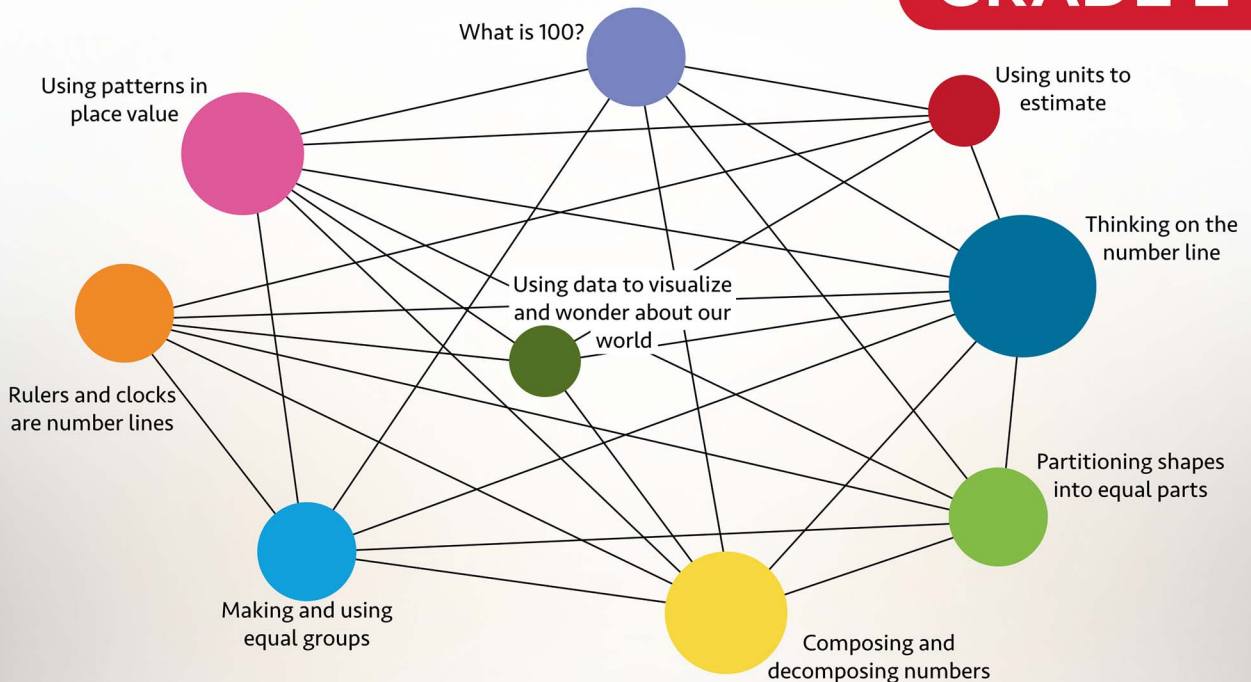 What is 100?
Using patterns in
place value
Using units to
estimate
Thinking on the
number line
Using data to visualize
and wonder about our
world
Rulers and clocks
are number lines
Partitioning shapes
into equal parts
Making and using
equal groups
Composing and
decomposing numbers